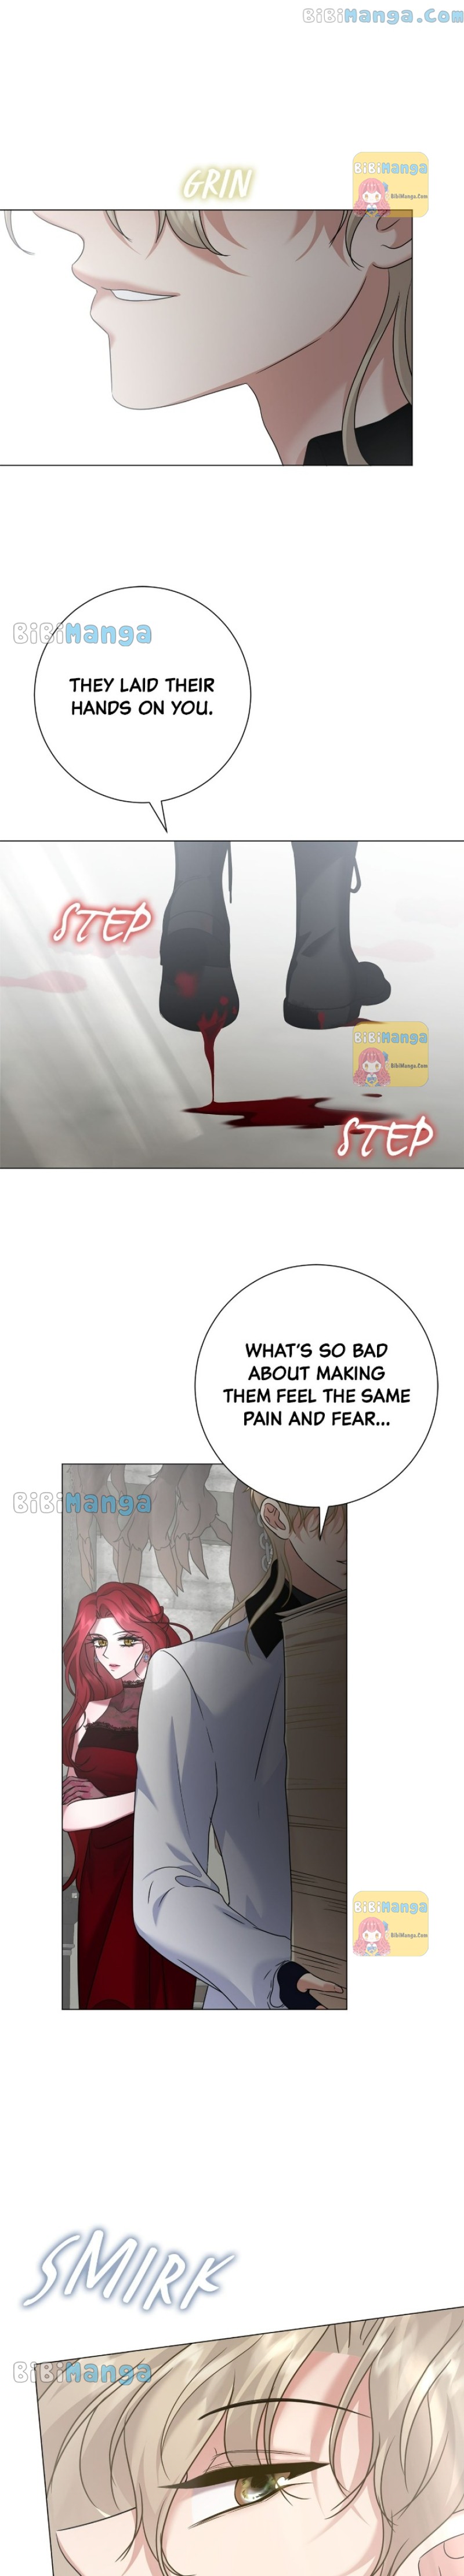 BiBiManga.Com
GRIN
BiBiManga
BibiManga.Com
BiBiManga
THEY LAID THEIR
HANDS ON YOU.
STEP
BiBiManga
BibiManga.Com
STEP
WHAT'S SO BAD
ABOUT MAKING
THEM FEEL THE SAME
PAIN AND FEAR...
BiBiManga
BiBiManga
BibiManga.Com
SMIRK
BiBiManga